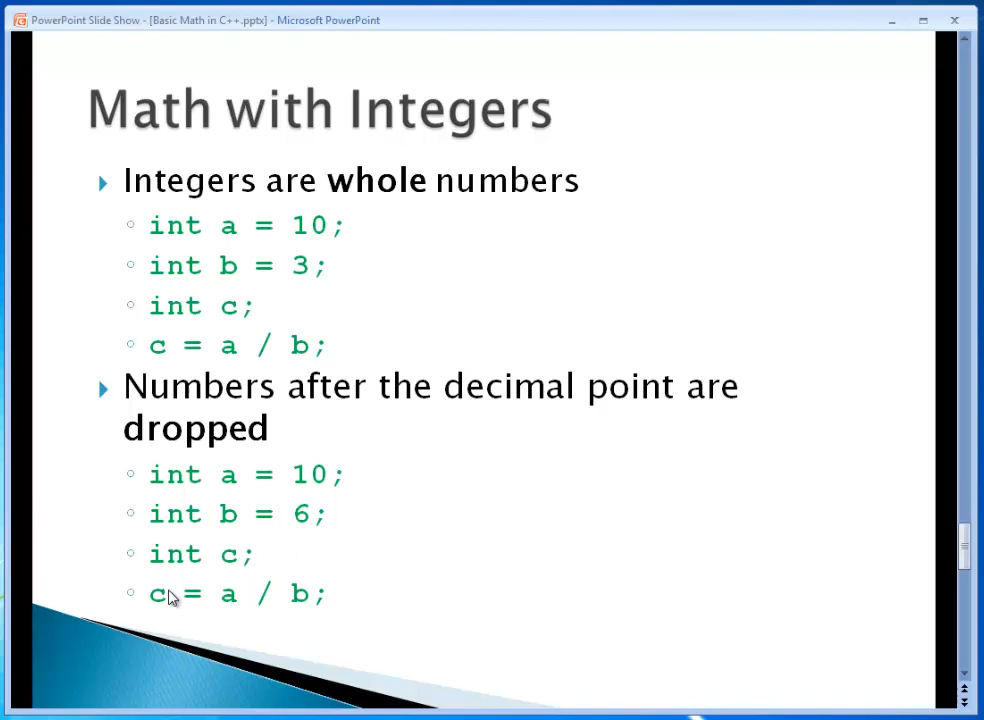 PowerPoint Slide Show - [Basic Math in C++.pptx] - Microsoft PowerPoint
Math with Integers
Integers are whole numbers
int a = 10;
int b = 3;
int c;
c = a / b;
Numbers after the decimal point are
dropped
int a = 10;
int b = 6;
int c;
c = a / b;